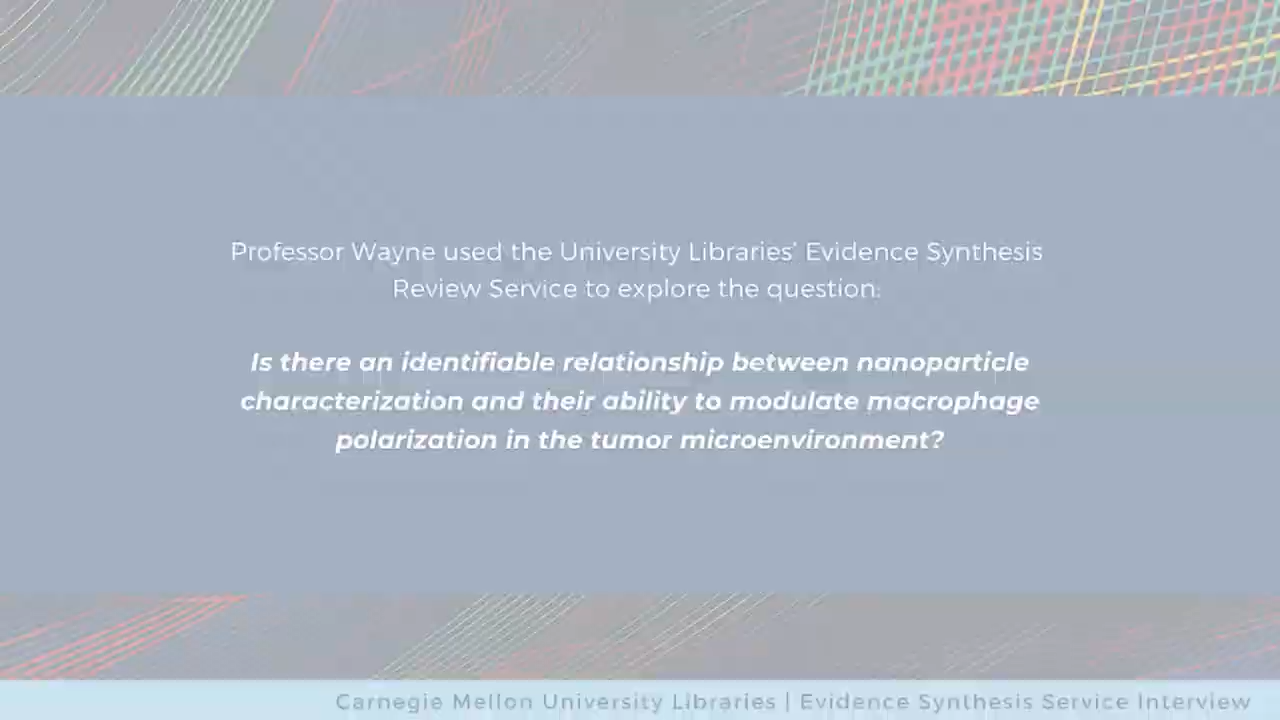 Professor Wayne used the University Libraries' Evidence Synthesis
Review Service to explore the question:
Is there an identifiable relationship between nanoparticle
characterization and their ability to modulate macrophage
polarization in the tumor microenvironment?
Carnegie Mellon University Libraries | Evidence Synthesis Service Interview